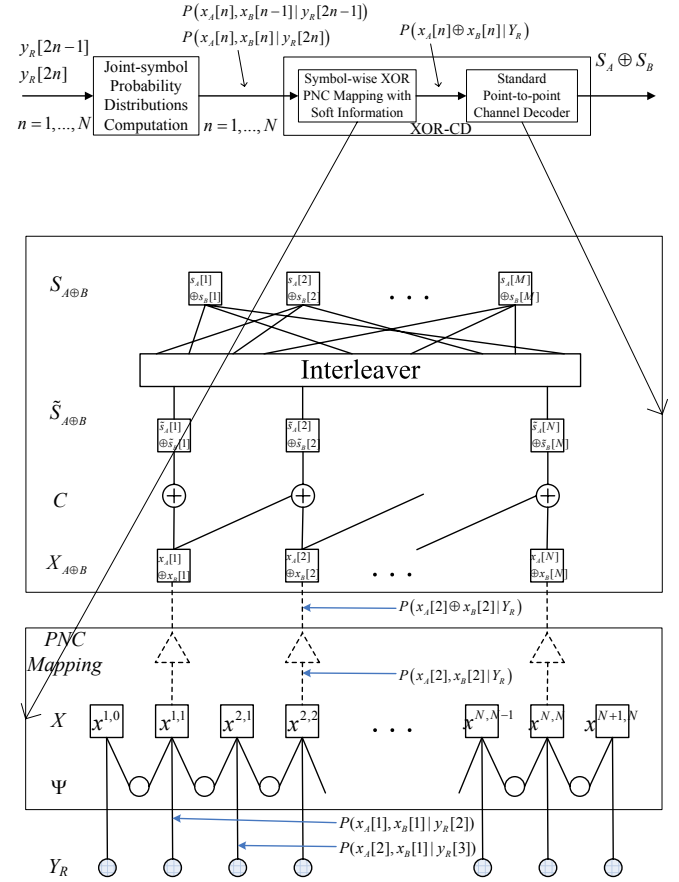 P(x_A[n], x_B[n−1] | y_R[2n−1])
P(x_A[n], x_B[n] | y_R[2n])
P(x_A[n] ⊕ x_B[n] | Y_R)
y_R[2n−1]
y_R[2n]
n = 1,...,N
Joint-symbol
Probability
Distributions
Computation
n = 1,...,N
Symbol-wise XOR
PNC Mapping with
Soft Information
Standard
Point-to-point
Channel Decoder
XOR-CD
S_A ⊕ S_B
S_{A⊕B}
s_A[1]
⊕s_B[1]
s_A[2]
⊕s_B[2]
· · ·
s_A[M]
⊕s_B[M]
Interleaver
S̃_{A⊕B}
s̃_A[1]
⊕s̃_B[1]
s̃_A[2]
⊕s̃_B[2]
s̃_A[N]
⊕s̃_B[N]
C
+ + +
X_{A⊕B}
x_A[1]
⊕x_B[1]
x_A[2]
⊕x_B[2]
· · ·
x_A[N]
⊕x_B[N]
P(x_A[2] ⊕ x_B[2] | Y_R)
PNC
Mapping
P(x_A[2], x_B[2] | Y_R)
X
x^{1,0} x^{1,1} x^{2,1} x^{2,2} · · · x^{N,N−1} x^{N,N} x^{N+1,N}
Ψ
P(x_A[1], x_B[1] | y_R[2])
P(x_A[2], x_B[1] | y_R[3])
Y_R